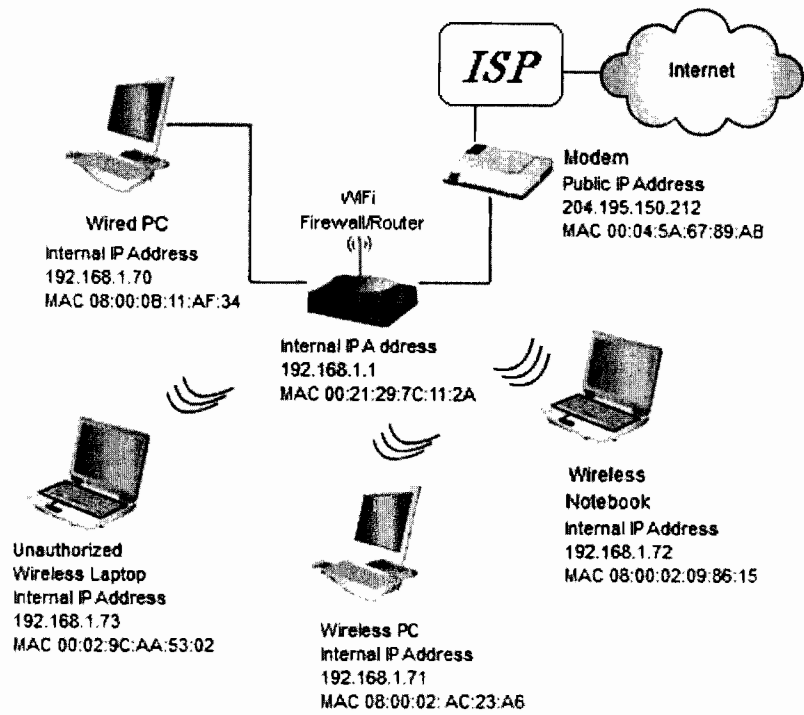 ISP
Internet
Modem
Public IP Address
204.195.150.212
MAC 00:04:5A:67:89:AB
Wired PC
Internal IP Address
192.168.1.70
MAC 08:00:0B:11:AF:34
WiFi
Firewall/Router
Internal IP A ddress
192.168.1.1
MAC 00:21:29:7C:11:2A
Wireless
Notebook
Internal IP Address
192.168.1.72
MAC 08:00:02:09:86:15
Unauthorized
Wireless Laptop
Internal IP Address
192.168.1.73
MAC 00:02:9C:AA:53:02
Wireless PC
Internal IP Address
192.168.1.71
MAC 08:00:02: AC:23:A6